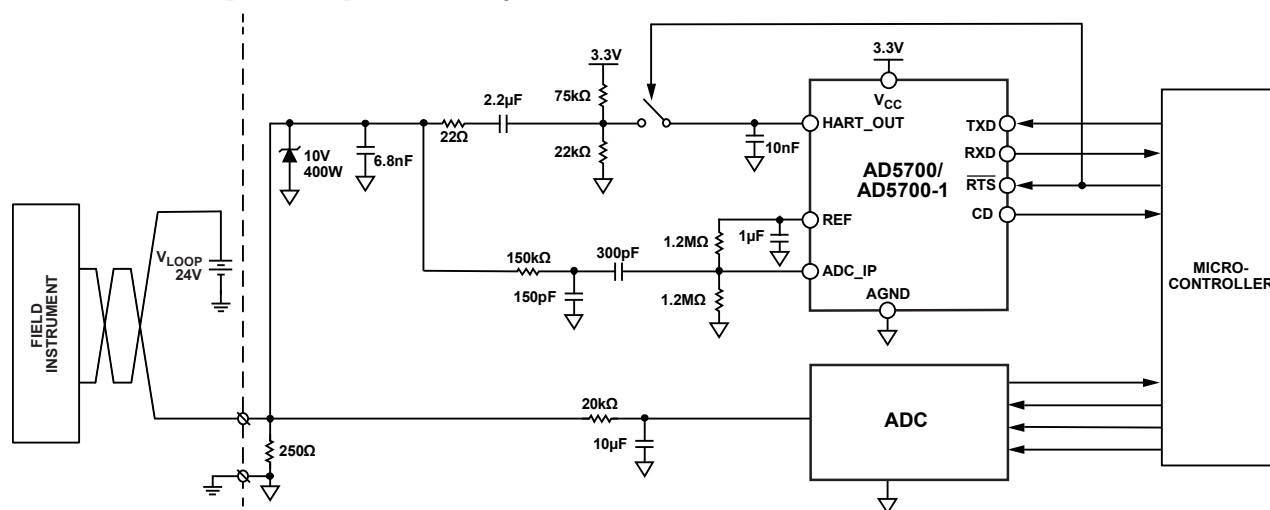 3.3V
3.3V
75kΩ
2.2µF
22Ω
22kΩ
10nF
10V
400W
6.8nF
VCC
HART_OUT
TXD
RXD
RTS
CD
AD5700/
AD5700-1
REF
ADC_IP
AGND
1.2MΩ
1µF
1.2MΩ
150kΩ
300pF
150pF
VLOOP
24V
FIELD
INSTRUMENT
MICRO-
CONTROLLER
20kΩ
10µF
ADC
250Ω